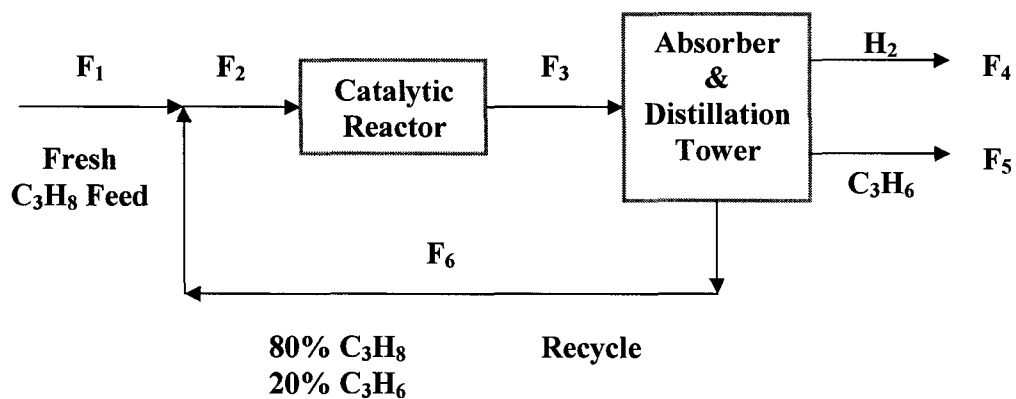 F₁
F₂
F₃
H₂
F₄
Catalytic
Reactor
Absorber
&
Distillation
Tower
Fresh
C₃H₈ Feed
C₃H₆
F₅
F₆
80% C₃H₈
20% C₃H₆
Recycle